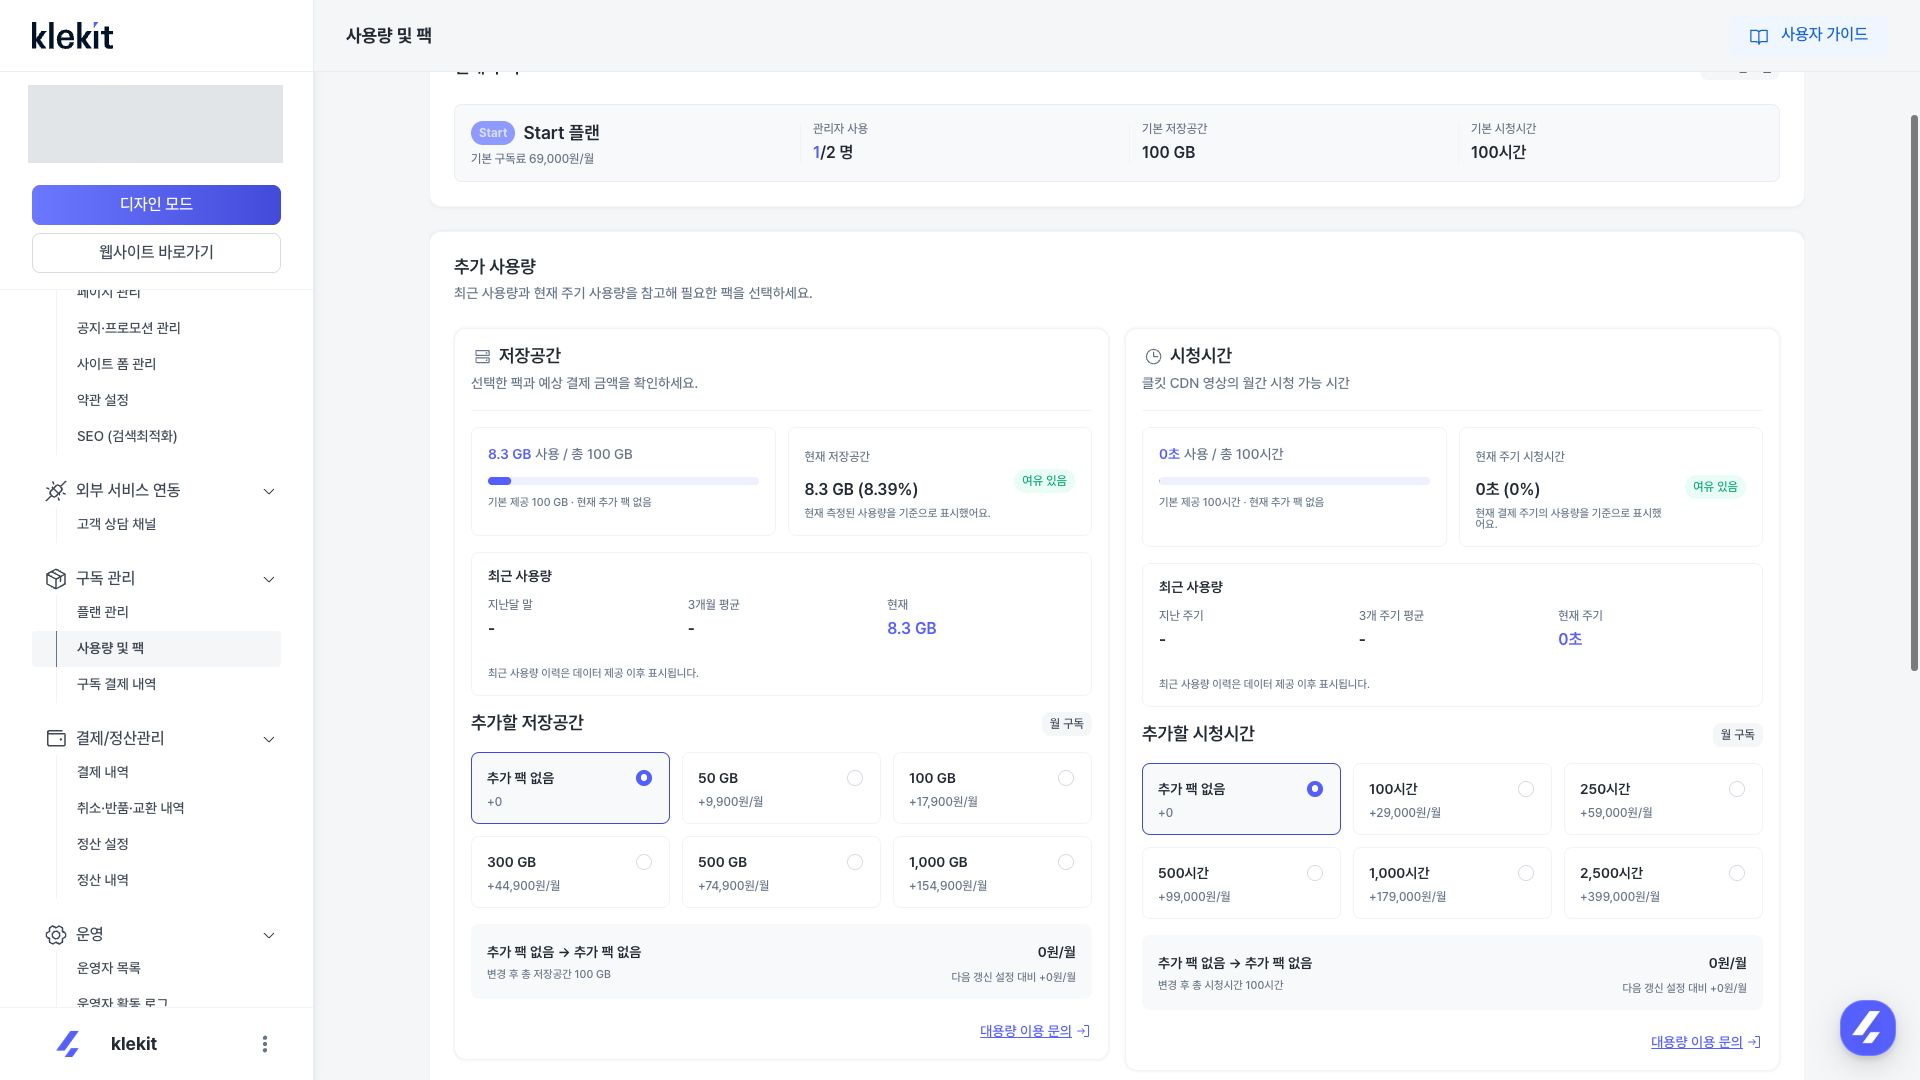 klekit
사용량 및 팩
사용자 가이드
디자인 모드
웹사이트 바로가기
페이지 관리
공지·프로모션 관리
사이트 폼 관리
약관 설정
SEO (검색최적화)
외부 서비스 연동
고객 상담 채널
구독 관리
플랜 관리
사용량 및 팩
구독 결제 내역
결제/정산관리
결제 내역
취소·반품·교환 내역
정산 설정
정산 내역
운영
운영자 목록
운영자 활동 로그
klekit
Start Start 플랜
기본 구독료 69,000원/월
관리자 사용
1/2 명
기본 저장공간
100 GB
기본 시청시간
100시간
추가 사용량
최근 사용량과 현재 주기 사용량을 참고해 필요한 팩을 선택하세요.
저장공간
선택한 팩과 예상 결제 금액을 확인하세요.
8.3 GB 사용 / 총 100 GB
기본 제공 100 GB · 현재 추가 팩 없음
현재 저장공간
8.3 GB (8.39%)
여유 있음
현재 측정된 사용량을 기준으로 표시했어요.
최근 사용량
지난달 말
-
3개월 평균
-
현재
8.3 GB
최근 사용량 이력은 데이터 제공 이후 표시됩니다.
추가할 저장공간
월 구독
추가 팩 없음
+0
50 GB
+9,900원/월
100 GB
+17,900원/월
300 GB
+44,900원/월
500 GB
+74,900원/월
1,000 GB
+154,900원/월
추가 팩 없음 → 추가 팩 없음
0원/월
변경 후 총 저장공간 100 GB
다음 갱신 설정 대비 +0원/월
대용량 이용 문의
시청시간
클킷 CDN 영상의 월간 시청 가능 시간
0초 사용 / 총 100시간
기본 제공 100시간 · 현재 추가 팩 없음
현재 주기 시청시간
0초 (0%)
여유 있음
현재 결제 주기의 사용량을 기준으로 표시했
어요.
최근 사용량
지난 주기
-
3개 주기 평균
-
현재 주기
0초
최근 사용량 이력은 데이터 제공 이후 표시됩니다.
추가할 시청시간
월 구독
추가 팩 없음
+0
100시간
+29,000원/월
250시간
+59,000원/월
500시간
+99,000원/월
1,000시간
+179,000원/월
2,500시간
+399,000원/월
추가 팩 없음 → 추가 팩 없음
0원/월
변경 후 총 시청시간 100시간
다음 갱신 설정 대비 +0원/월
대용량 이용 문의